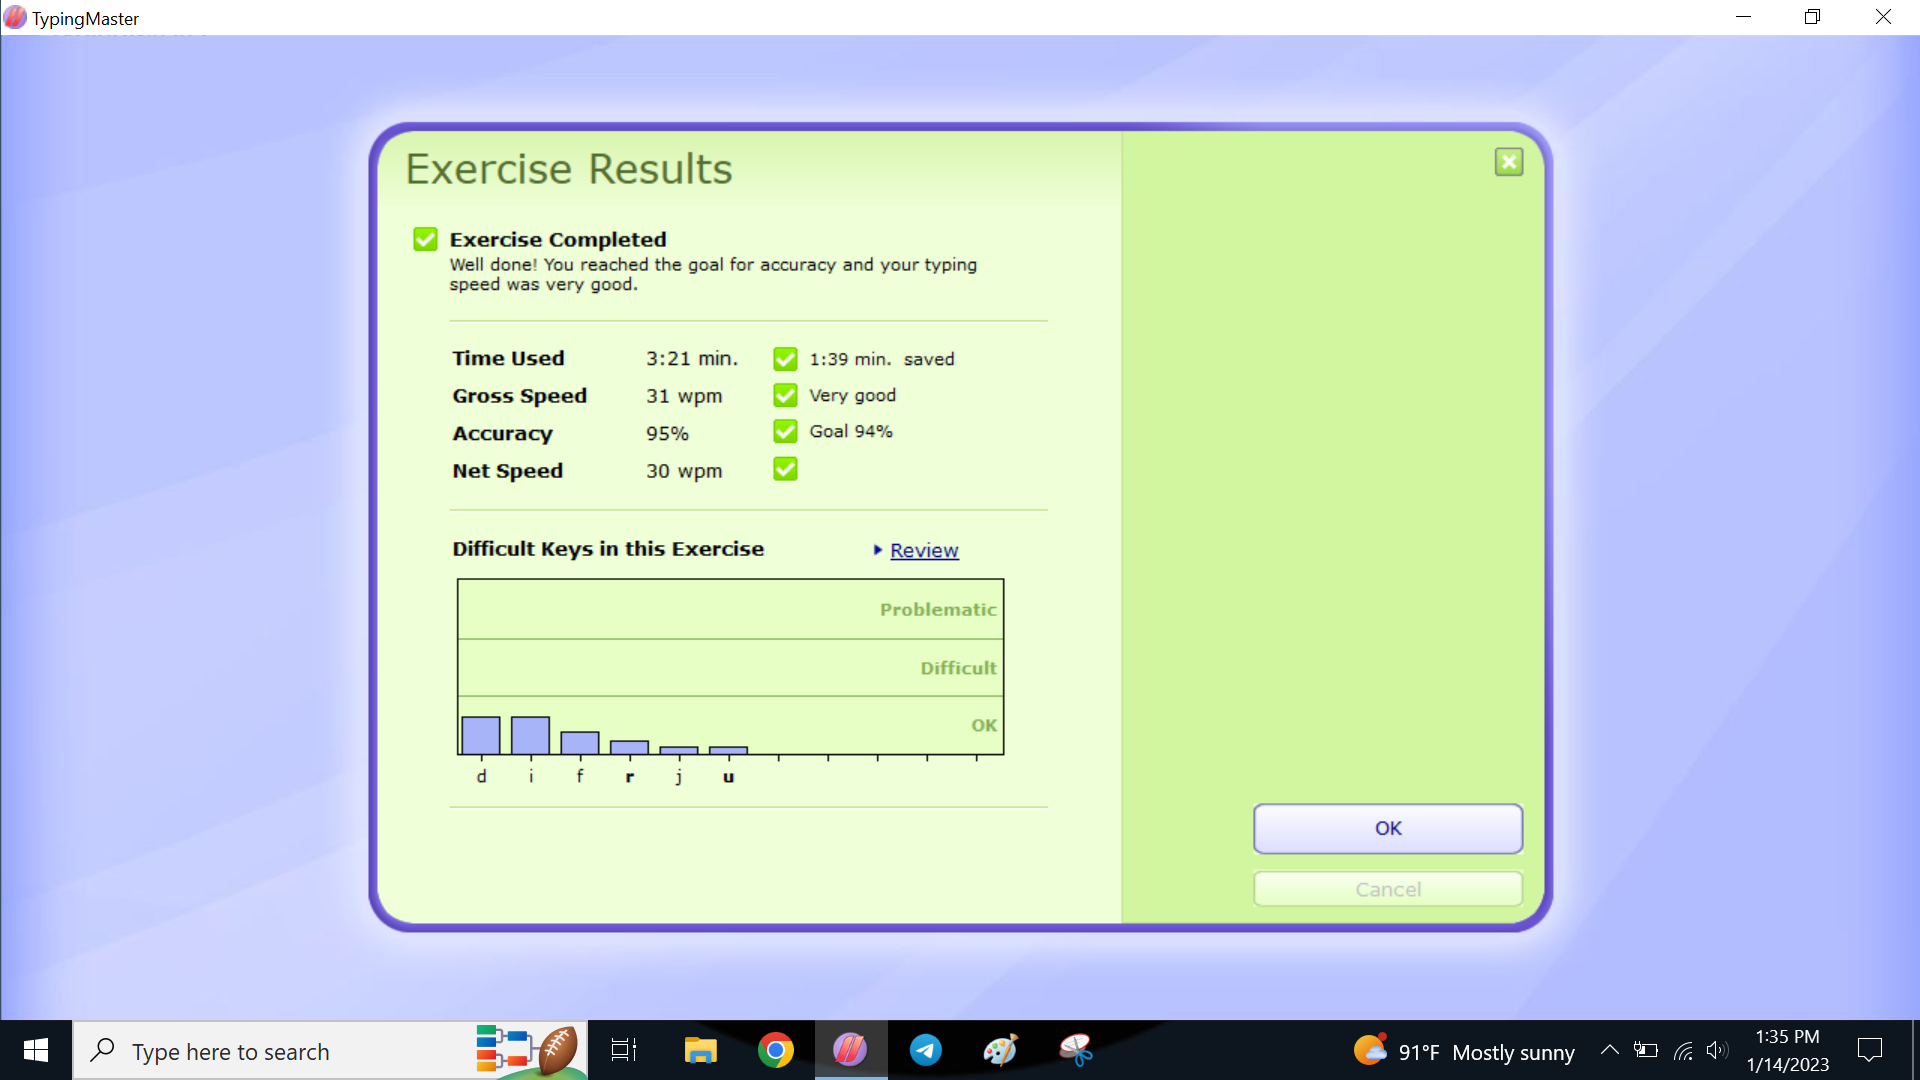 TypingMaster
Exercise Results
Exercise Completed
Well done! You reached the goal for accuracy and your typing
speed was very good.
Time Used 3:21 min. 1:39 min. saved
Gross Speed 31 wpm Very good
Accuracy 95% Goal 94%
Net Speed 30 wpm
Difficult Keys in this Exercise Review
Problematic
Difficult
OK
d i f r j u
OK
Cancel
Type here to search
91°F Mostly sunny
1:35 PM
1/14/2023